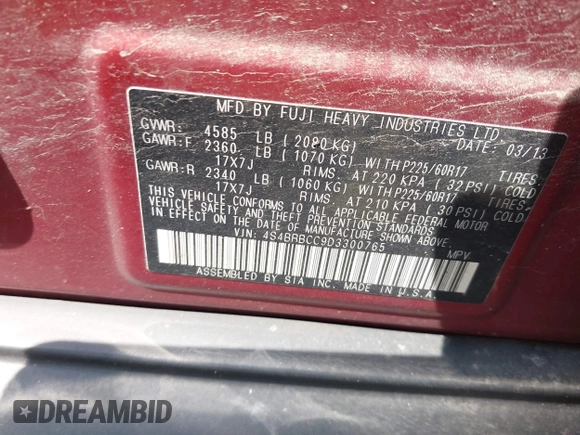 MFD BY FUJI HEAVY INDUSTRIES LTD.
GVWR: 4585 LB (2080 KG) DATE: 03/13
GAWR:F 2360 LB (1070 KG) WITH P225/60R17 TIRES
17X7J RIMS. AT 220 KPA (32 PSI) COLD
GAWR:R 2340 LB (1060 KG) WITH P225/60R17 TIRES
17X7J RIMS. AT 210 KPA (30 PSI) COLD
THIS VEHICLE CONFORMS TO ALL APPLICABLE FEDERAL MOTOR
VEHICLE SAFETY AND THEFT PREVENTION STANDARDS
IN EFFECT ON THE DATE OF MANUFACTURE SHOWN ABOVE.
VIN: 4S4BRBCC9D3300765 MPV
ASSEMBLED BY SIA INC. MADE IN U.S.A.
DREAMBID